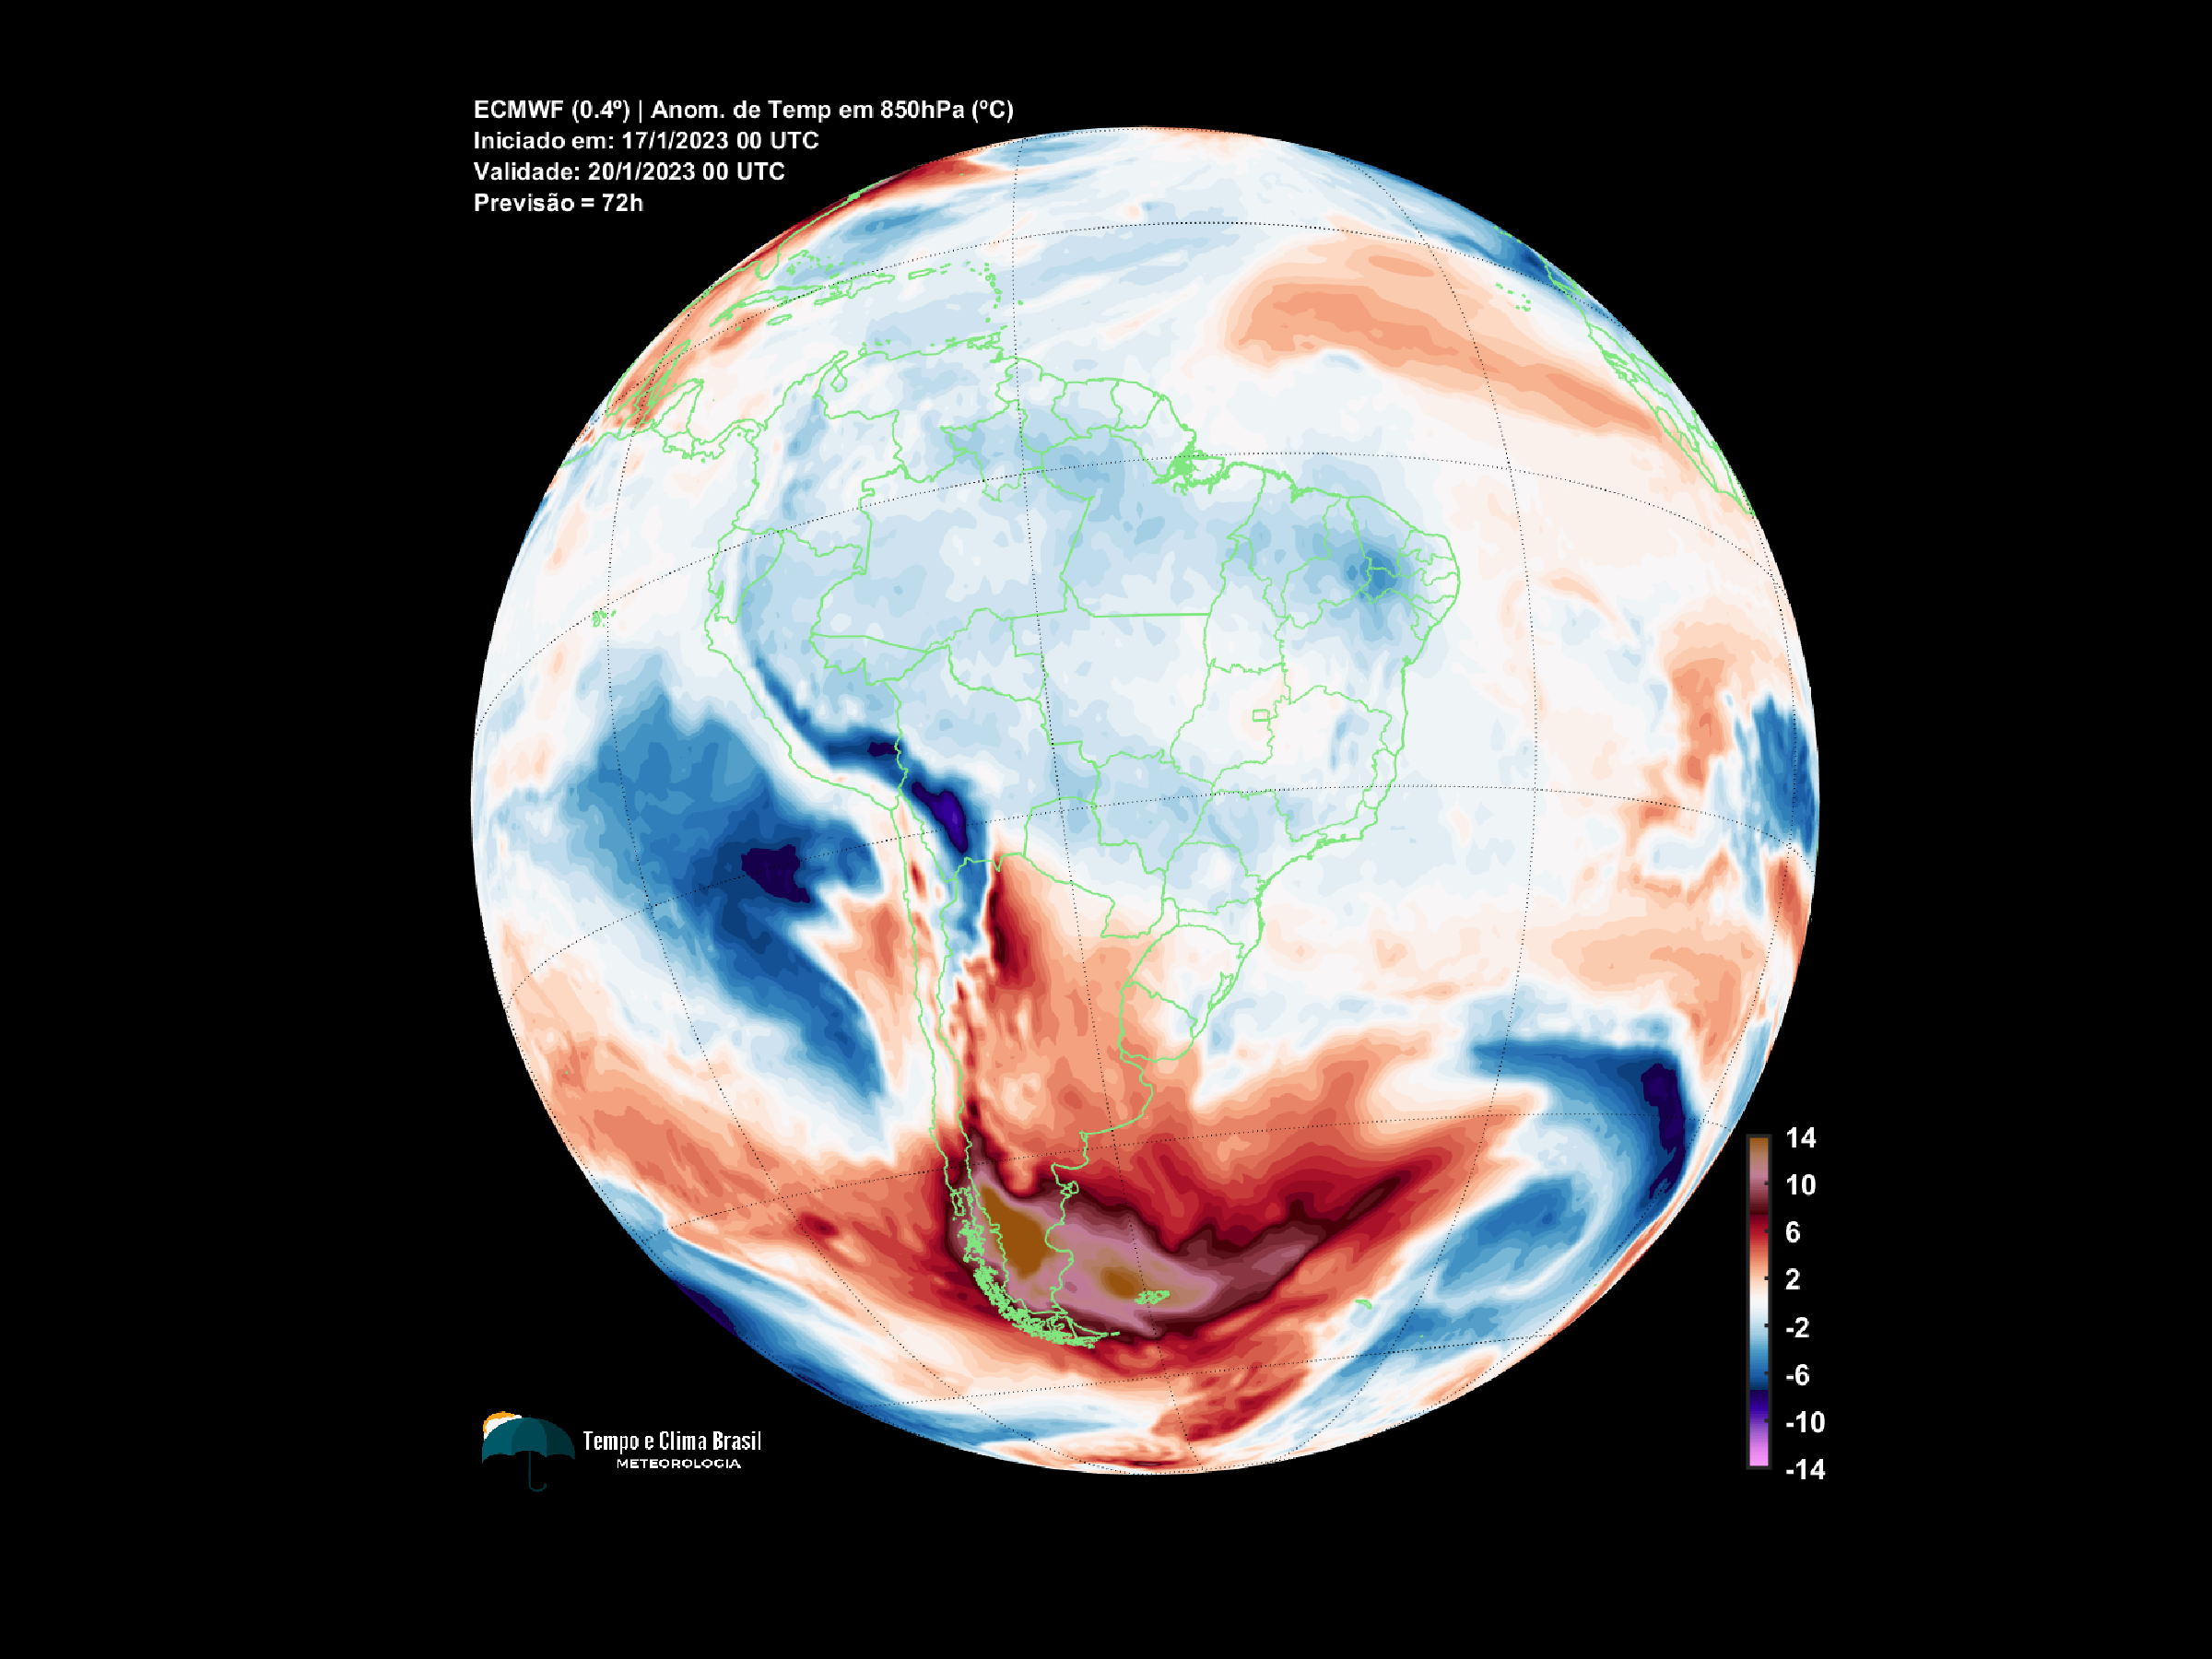 ECMWF (0.4º) | Anom. de Temp em 850hPa (ºC)
Iniciado em: 17/1/2023 00 UTC
Validade: 20/1/2023 00 UTC
Previsão = 72h
14
10
6
2
-2
-6
-10
-14
Tempo e Clima Brasil
METEOROLOGIA